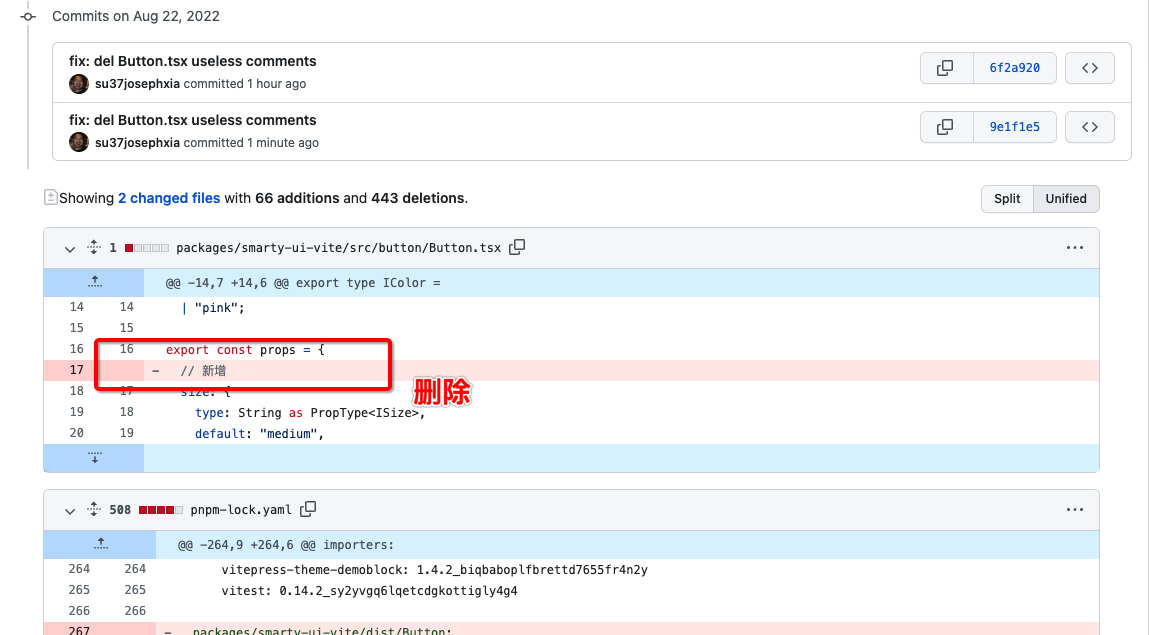 Commits on Aug 22, 2022
fix: del Button.tsx useless comments
su37josephxia committed 1 hour ago
6f2a920
fix: del Button.tsx useless comments
su37josephxia committed 1 minute ago
9e1f1e5
Showing 2 changed files with 66 additions and 443 deletions.
Split Unified
1 packages/smarty-ui-vite/src/button/Button.tsx
@@ -14,7 +14,6 @@ export type IColor =
14 14 | "pink";
15 15
16 16 export const props = {
17 - // 新增
18 17 size: {
19 18 type: String as PropType<ISize>,
20 19 default: "medium",
删除
508 pnpm-lock.yaml
@@ -264,9 +264,6 @@ importers:
264 264 vitepress-theme-demoblock: 1.4.2_biqbaboplfbrettd7655fr4n2y
265 265 vitest: 0.14.2_sy2yvgq6lqetcdgkottigly4g4
266 266
267 - packages/smarty-ui-vite/dist/Button: